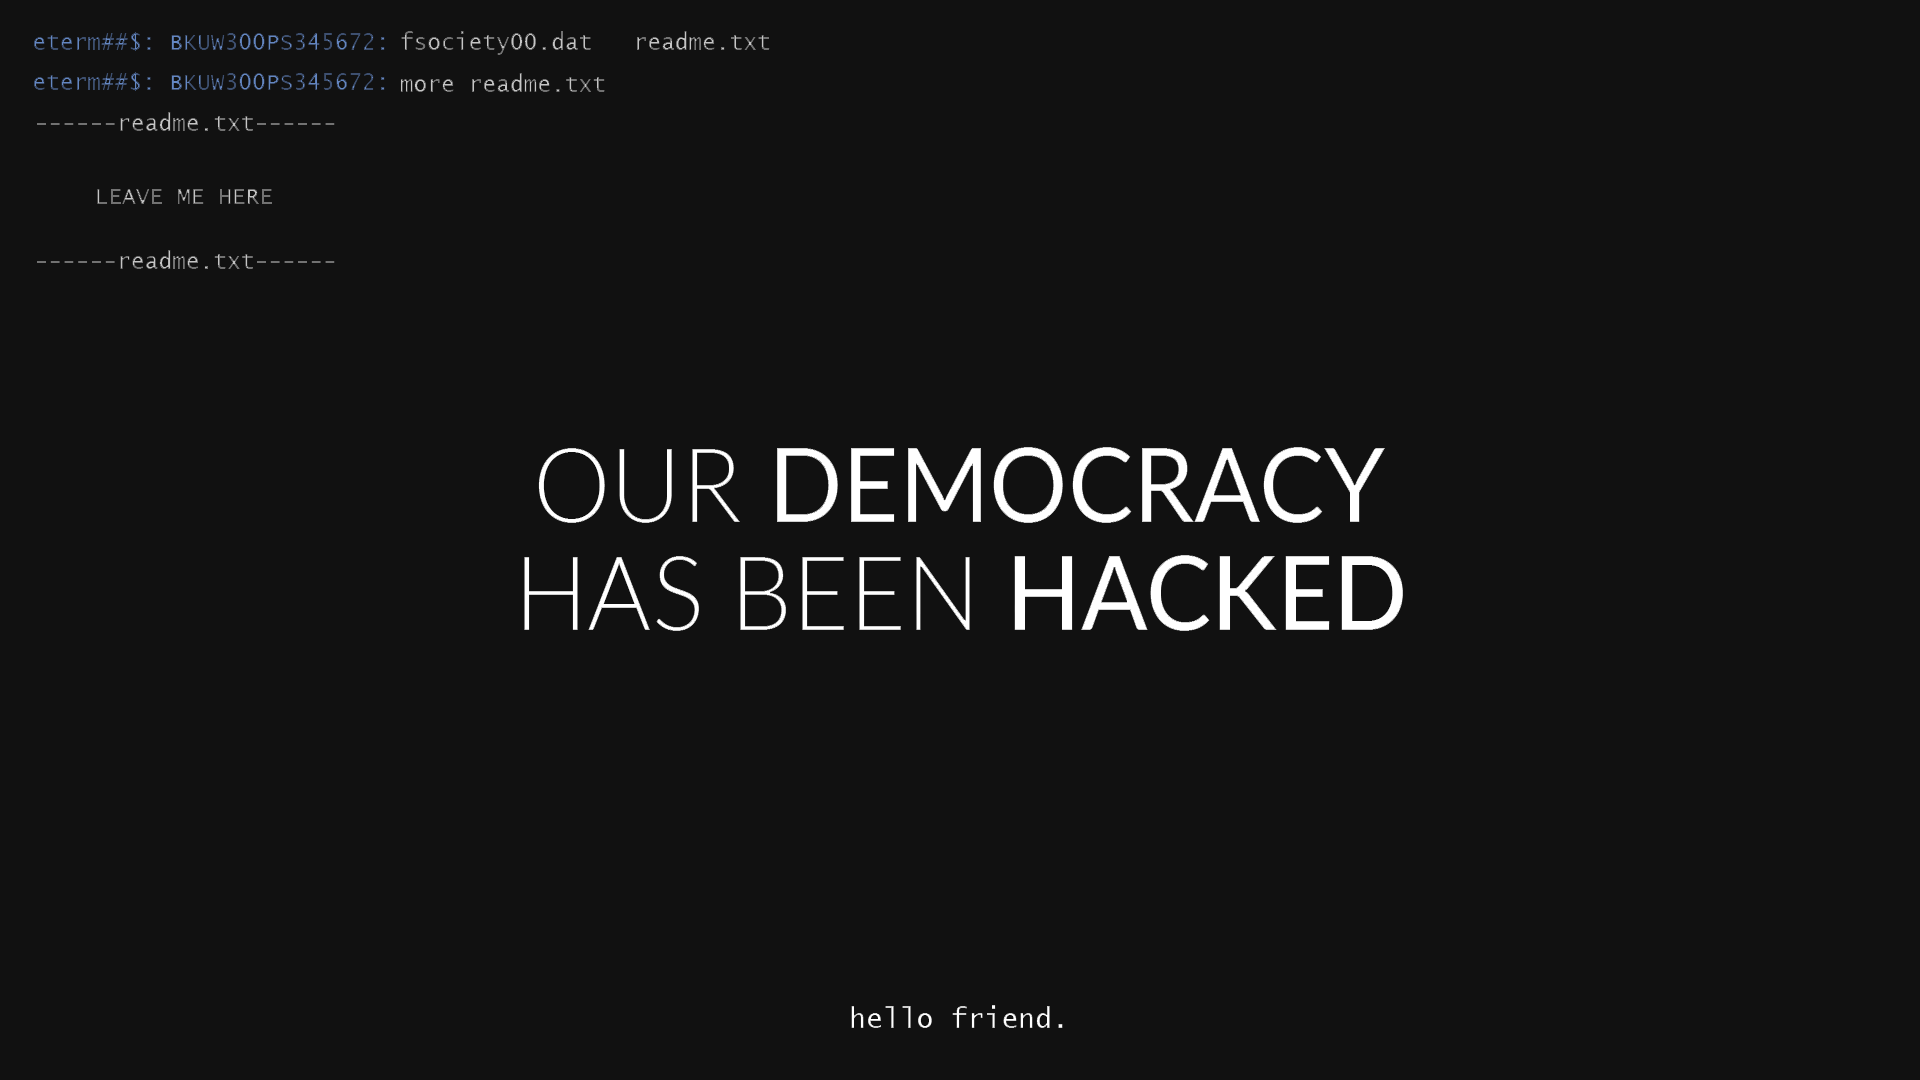 eterm##$: BKUW300PS345672: fsociety00.dat readme.txt
eterm##$: BKUW300PS345672: more readme.txt
------readme.txt------
LEAVE ME HERE
------readme.txt------
OUR DEMOCRACY
HAS BEEN HACKED
hello friend.